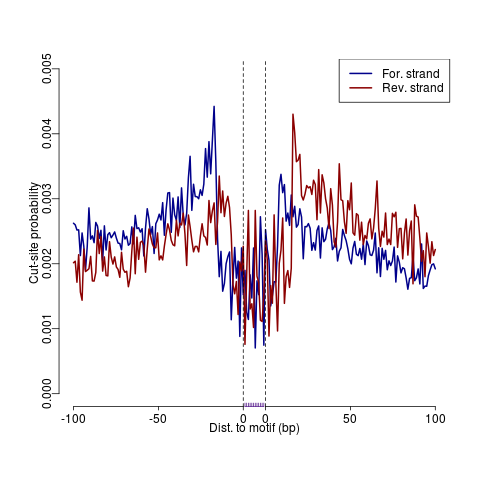 For. strand
Rev. strand
Cut-site probability
0.005
0.004
0.003
0.002
0.001
0.000
-100 -50 0 0 50 100
Dist. to motif (bp)